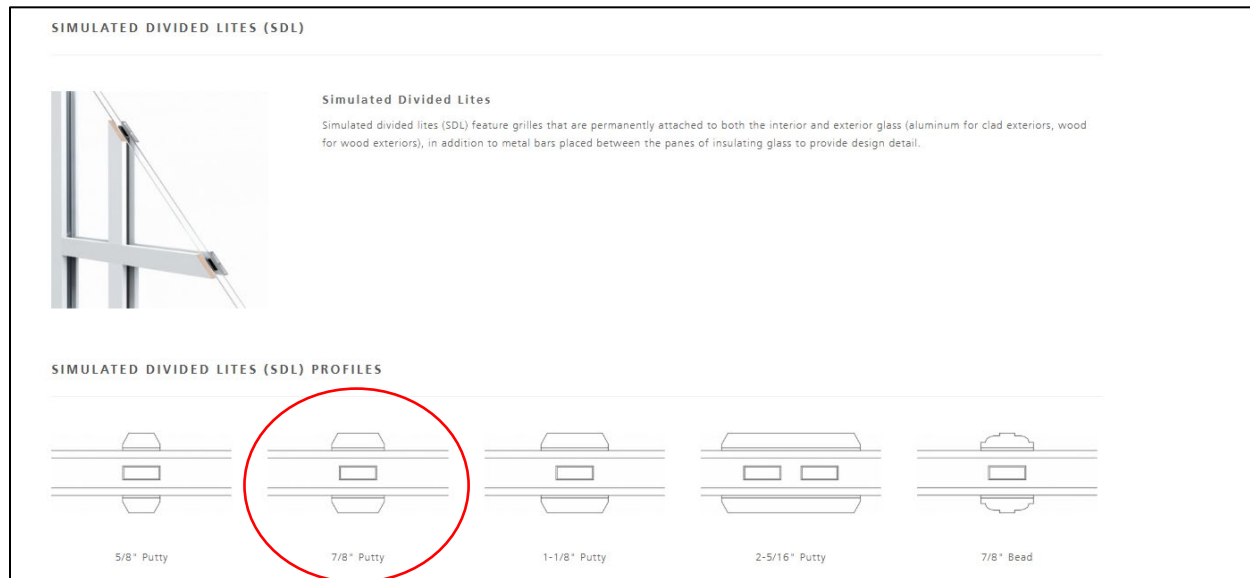 SIMULATED DIVIDED LITES (SDL)
Simulated Divided Lites
Simulated divided lites (SDL) feature grilles that are permanently attached to both the interior and exterior glass (aluminum for clad exteriors, wood
for wood exteriors), in addition to metal bars placed between the panes of insulating glass to provide design detail.
SIMULATED DIVIDED LITES (SDL) PROFILES
5/8" Putty
7/8" Putty
1-1/8" Putty
2-5/16" Putty
7/8" Bead